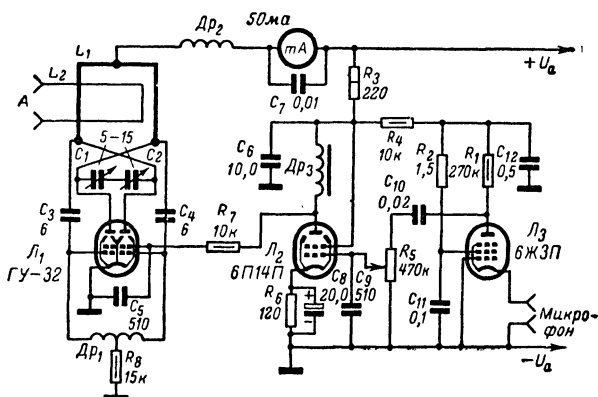 Др2
50ма
mA
+Uа
L1
L2
А
C7 0,01
R3
220
5–15
C1
C2
C6
10,0
Др3
R4
10к
R2
1,5
R1
270к
C12
0,5
C10
0,02
C3
6
C4
6
R7
10к
Л1
ГУ-32
Л2
6П14П
R5
470к
Л3
6Ж3П
C5
510
R6
120
+
–
C8
20,0
C9
510
C11
0,1
Микро-
фон
Др1
R8
15к
–Uа